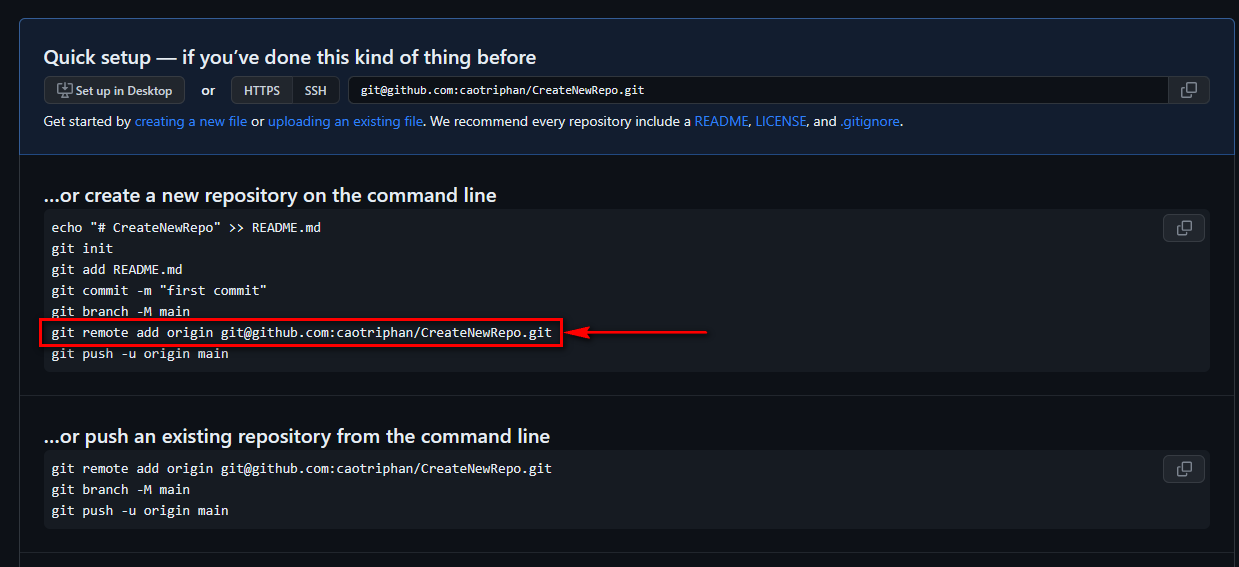 Quick setup — if you’ve done this kind of thing before
Set up in Desktop or HTTPS SSH git@github.com:caotriphan/CreateNewRepo.git
Get started by creating a new file or uploading an existing file. We recommend every repository include a README, LICENSE, and .gitignore.
…or create a new repository on the command line
echo "# CreateNewRepo" >> README.md
git init
git add README.md
git commit -m "first commit"
git branch -M main
git remote add origin git@github.com:caotriphan/CreateNewRepo.git
git push -u origin main
…or push an existing repository from the command line
git remote add origin git@github.com:caotriphan/CreateNewRepo.git
git branch -M main
git push -u origin main